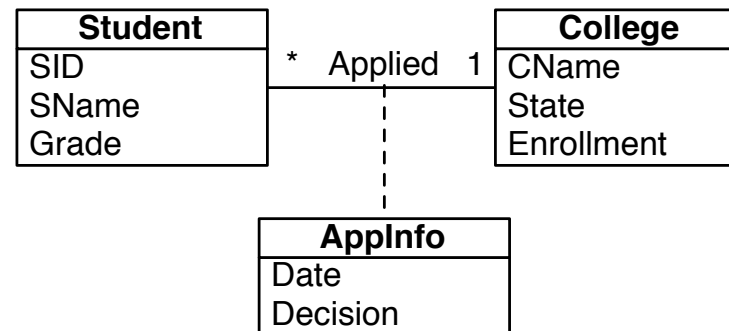 Student
SID
SName
Grade
* Applied 1
College
CName
State
Enrollment
AppInfo
Date
Decision